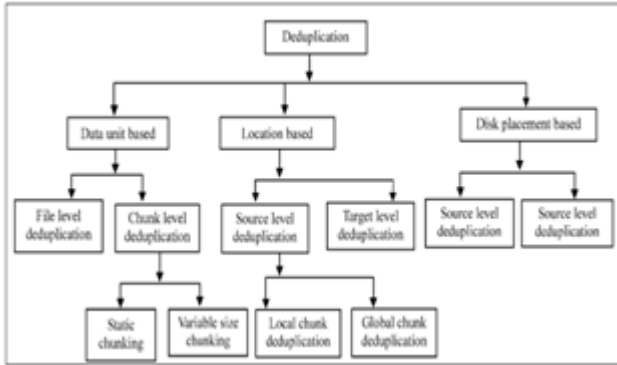 Deduplication
Data unit based
Location based
Disk placement based
File level
deduplication
Chunk level
deduplication
Source level
deduplication
Target level
deduplication
Source level
deduplication
Source level
deduplication
Static
chunking
Variable size
chunking
Local chunk
deduplication
Global chunk
deduplication